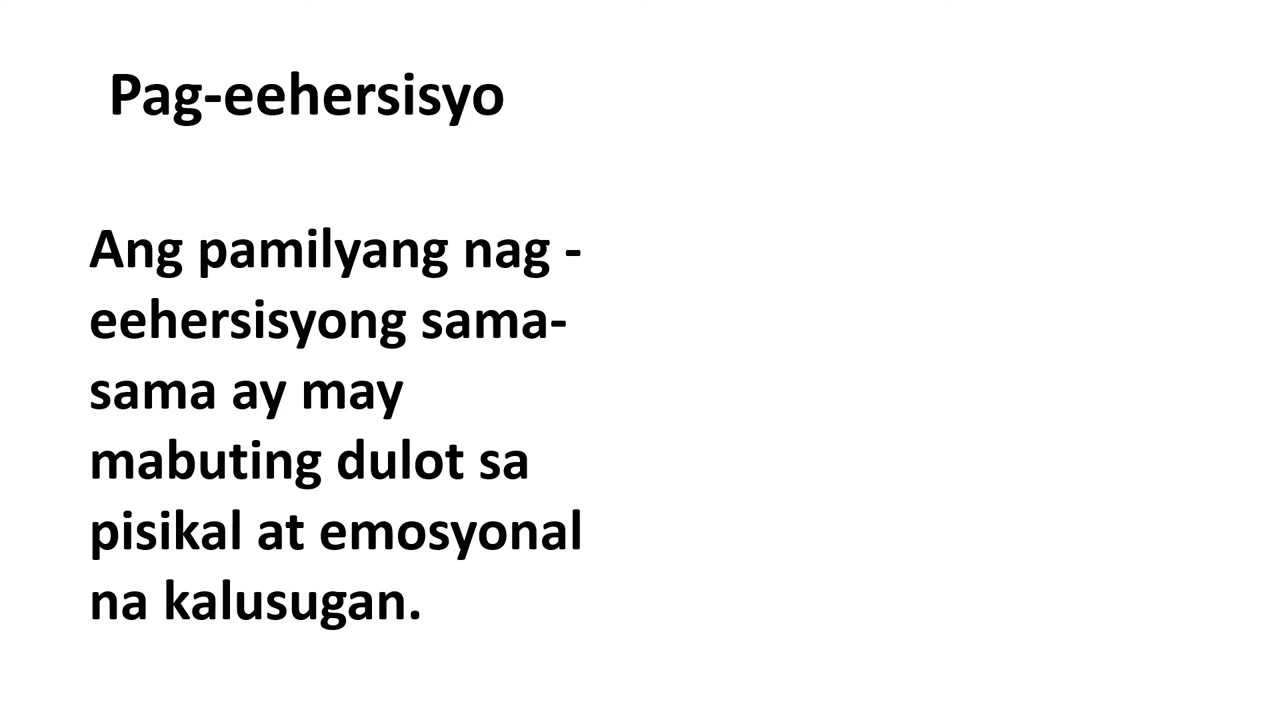 Pag-eehersisyo
Ang pamilyang nag -
eehersisyong sama-
sama ay may
mabuting dulot sa
pisikal at emosyonal
na kalusugan.